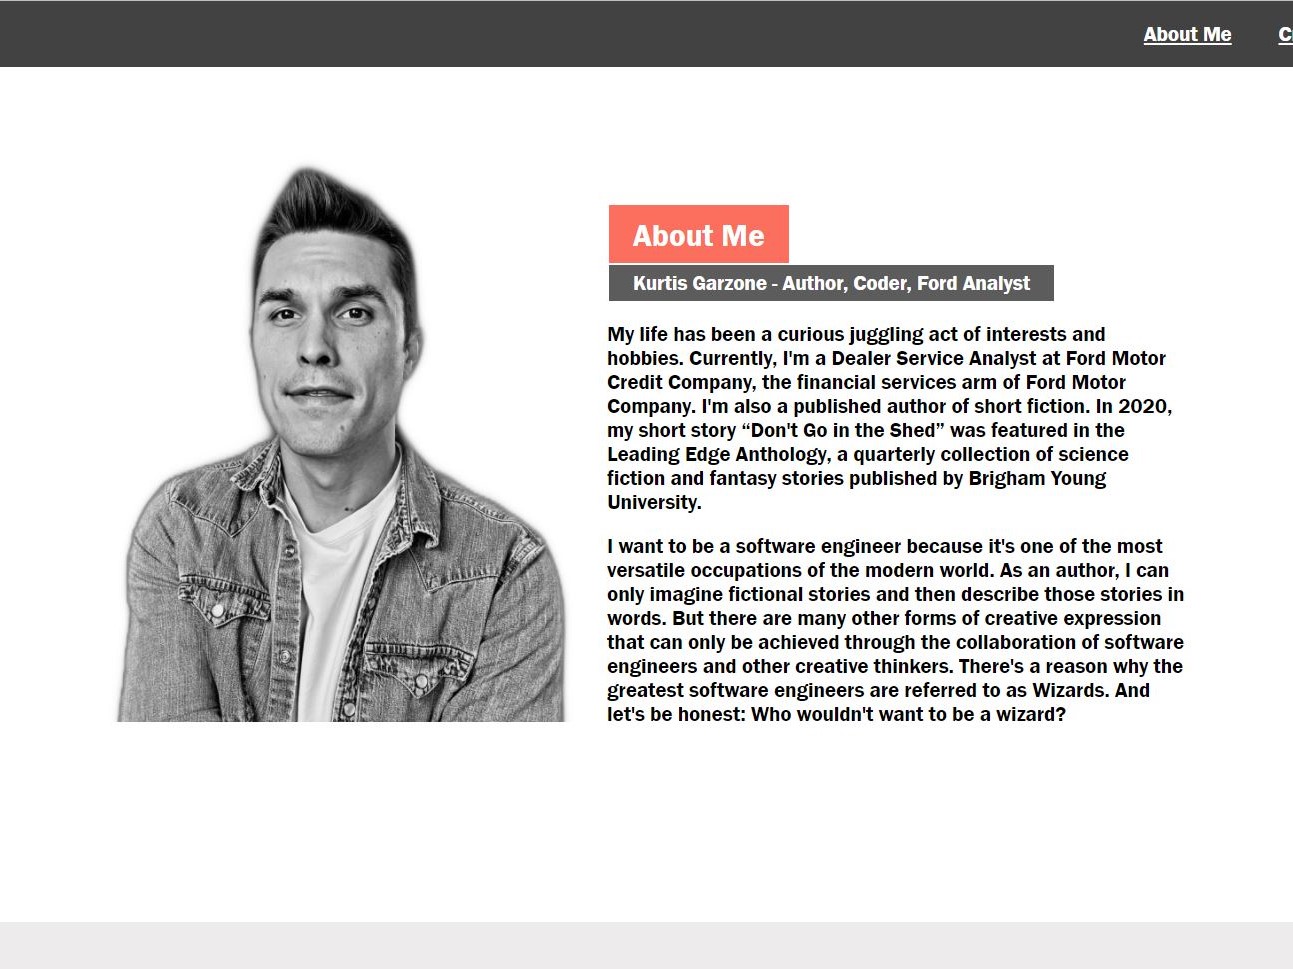 About Me
About Me
Kurtis Garzone - Author, Coder, Ford Analyst
My life has been a curious juggling act of interests and
hobbies. Currently, I'm a Dealer Service Analyst at Ford Motor
Credit Company, the financial services arm of Ford Motor
Company. I'm also a published author of short fiction. In 2020,
my short story “Don't Go in the Shed” was featured in the
Leading Edge Anthology, a quarterly collection of science
fiction and fantasy stories published by Brigham Young
University.
I want to be a software engineer because it's one of the most
versatile occupations of the modern world. As an author, I can
only imagine fictional stories and then describe those stories in
words. But there are many other forms of creative expression
that can only be achieved through the collaboration of software
engineers and other creative thinkers. There's a reason why the
greatest software engineers are referred to as Wizards. And
let's be honest: Who wouldn't want to be a wizard?